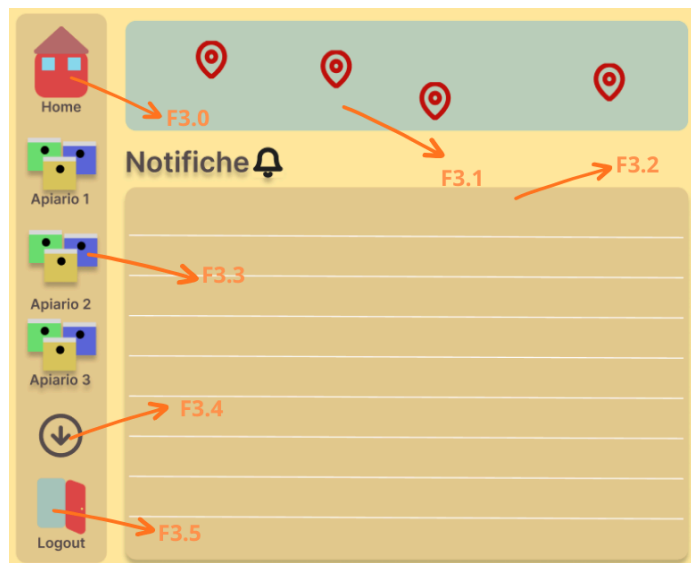 Home
F3.0
Notifiche
F3.1
F3.2
Apiario 1
F3.3
Apiario 2
Apiario 3
F3.4
F3.5
Logout